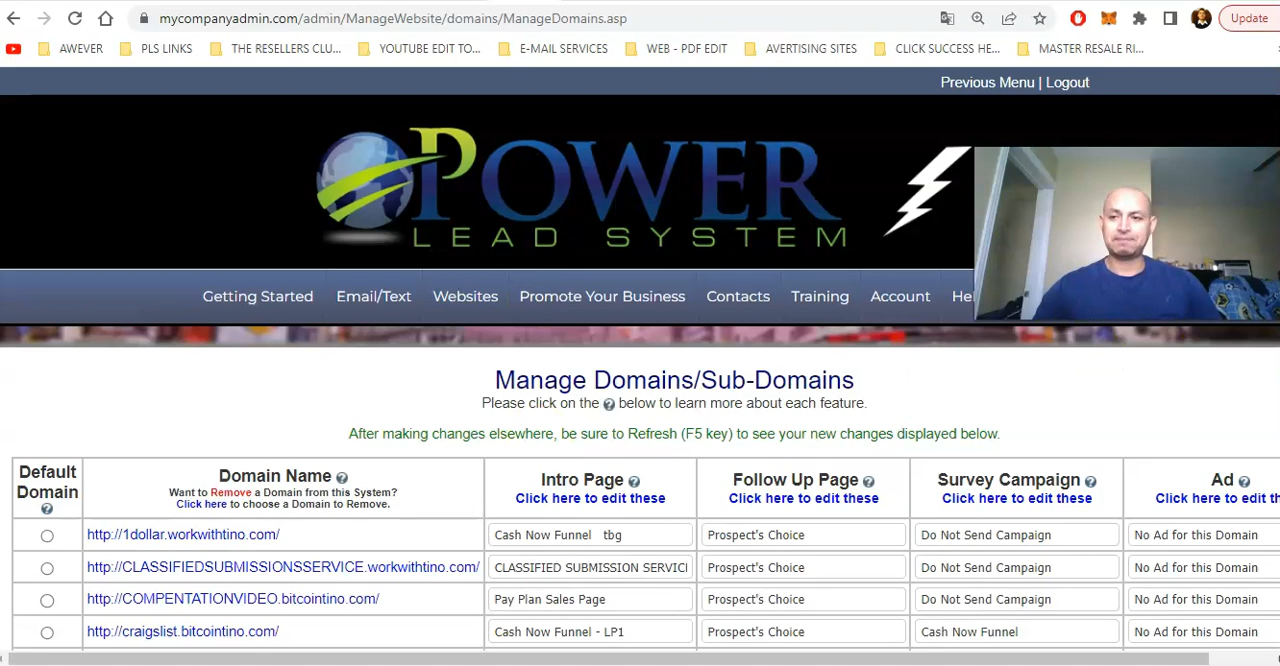 mycompanyadmin.com/admin/ManageWebsite/domains/ManageDomains.asp
Update
AWEVER PLS LINKS THE RESELLERS CLU... YOUTUBE EDIT TO... E-MAIL SERVICES WEB - PDF EDIT AVERTISING SITES CLICK SUCCESS HE... MASTER RESALE RI...
Previous Menu | Logout
POWER
LEAD SYSTEM
Getting Started Email/Text Websites Promote Your Business Contacts Training Account Hel
Manage Domains/Sub-Domains
Please click on the ? below to learn more about each feature.
After making changes elsewhere, be sure to Refresh (F5 key) to see your new changes displayed below.
Default Domain ? Domain Name ? Intro Page ? Follow Up Page ? Survey Campaign ? Ad ?
Want to Remove a Domain from this System?
Click here to choose a Domain to Remove.
Click here to edit these Click here to edit these Click here to edit these Click here to edit th
http://1dollar.workwithtino.com/ Cash Now Funnel tbg Prospect's Choice Do Not Send Campaign No Ad for this Domain
http://CLASSIFIEDSUBMISSIONSSERVICE.workwithtino.com/ CLASSIFIED SUBMISSION SERVICI Prospect's Choice Do Not Send Campaign No Ad for this Domain
http://COMPENTATIONVIDEO.bitcointino.com/ Pay Plan Sales Page Prospect's Choice Do Not Send Campaign No Ad for this Domain
http://craigslist.bitcointino.com/ Cash Now Funnel - LP1 Prospect's Choice Cash Now Funnel No Ad for this Domain